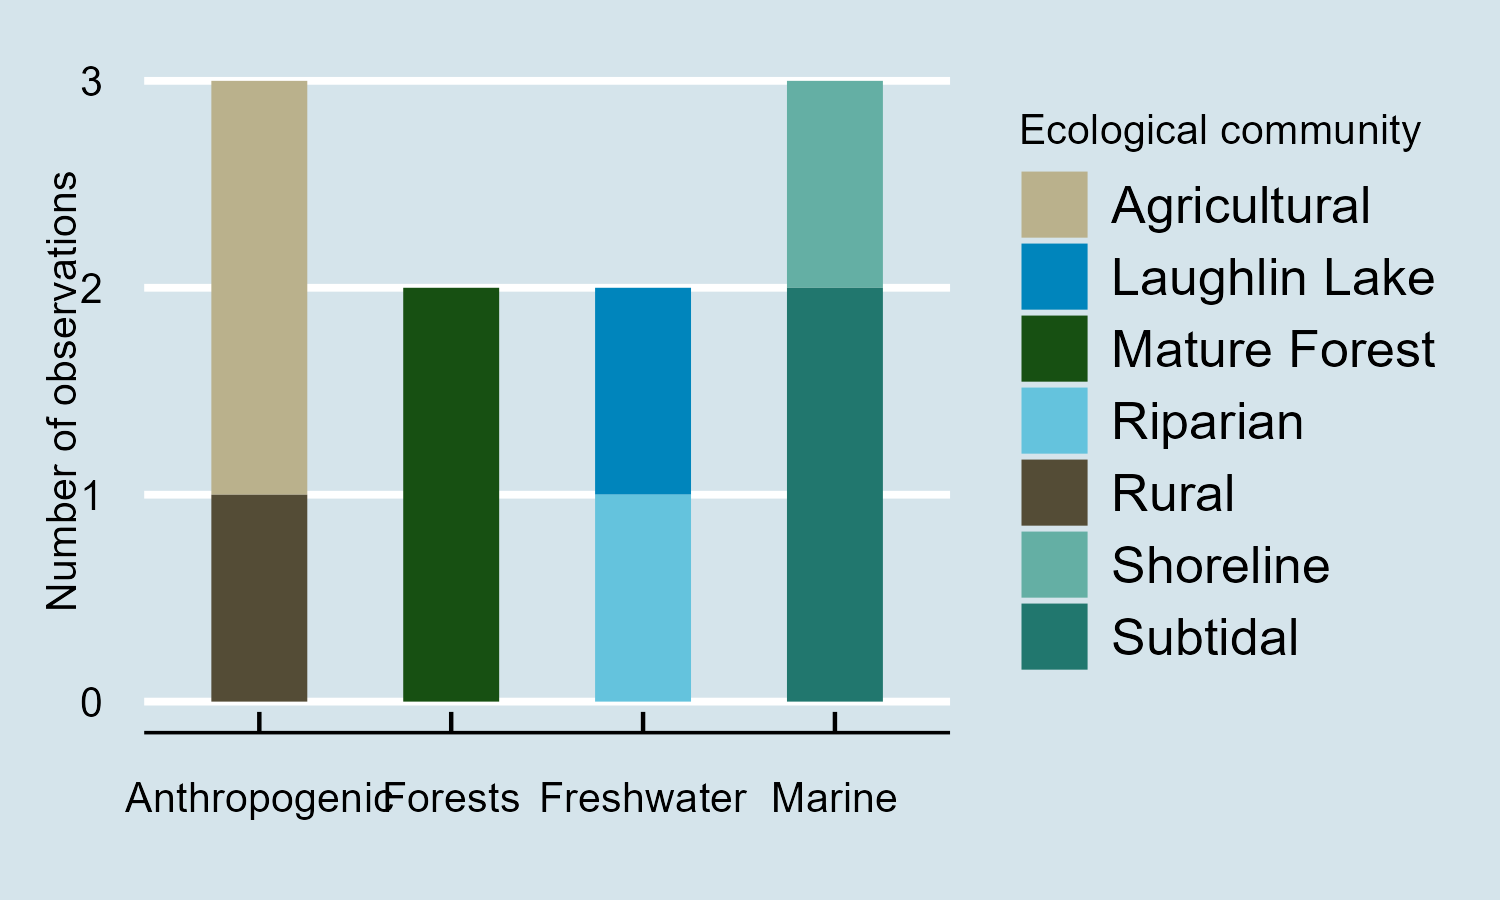 Number of observations
3
2
1
0
Anthropogenic Forests Freshwater Marine
Ecological community
Agricultural
Laughlin Lake
Mature Forest
Riparian
Rural
Shoreline
Subtidal